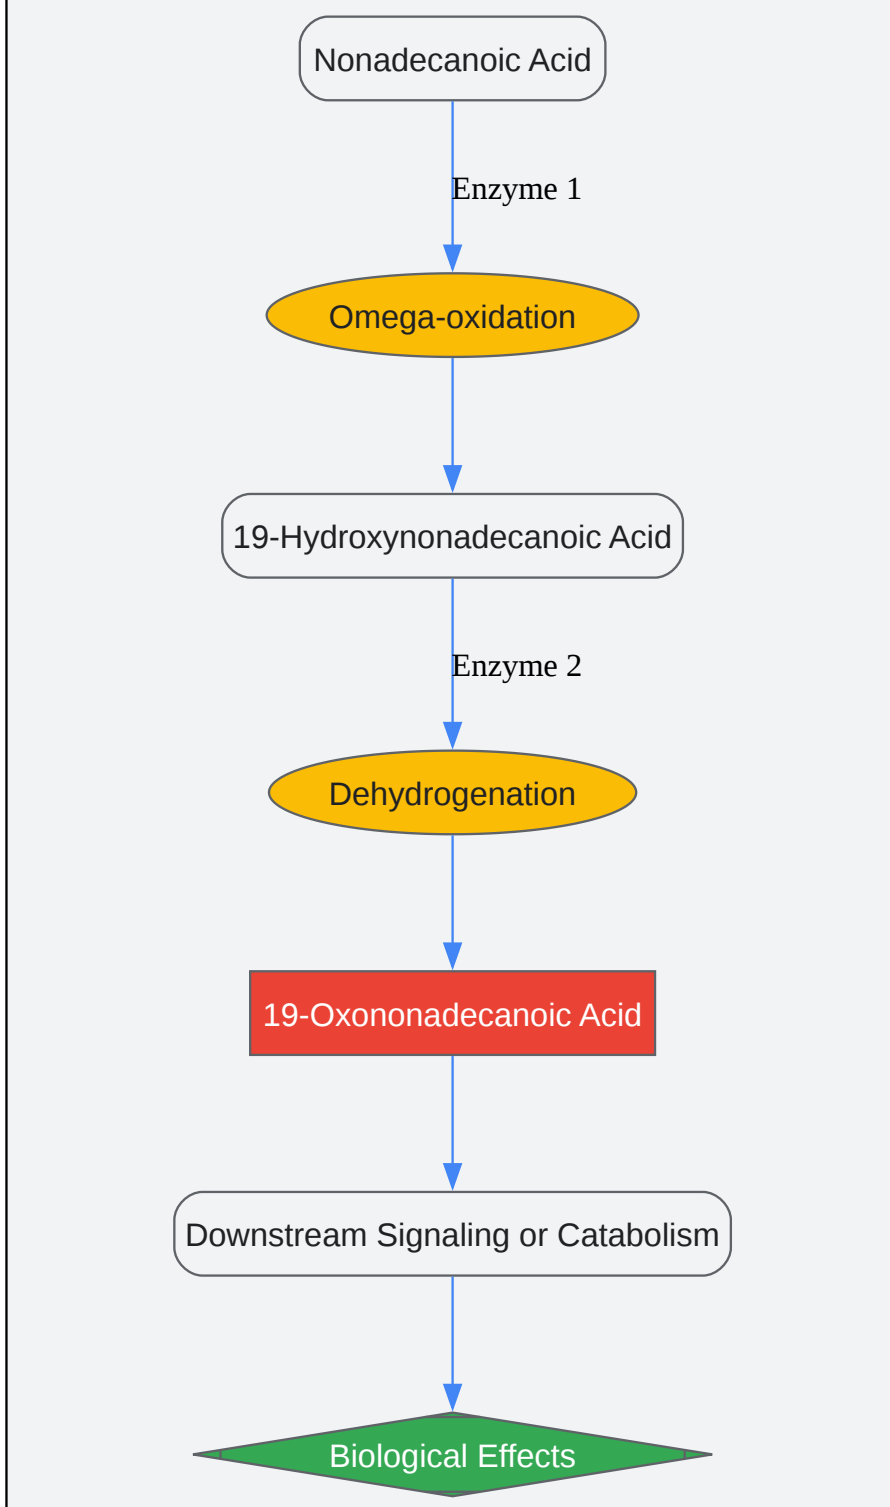 Nonadecanoic Acid
Enzyme 1
Omega-oxidation
19-Hydroxynonadecanoic Acid
Enzyme 2
Dehydrogenation
19-Oxononadecanoic Acid
Downstream Signaling or Catabolism
Biological Effects